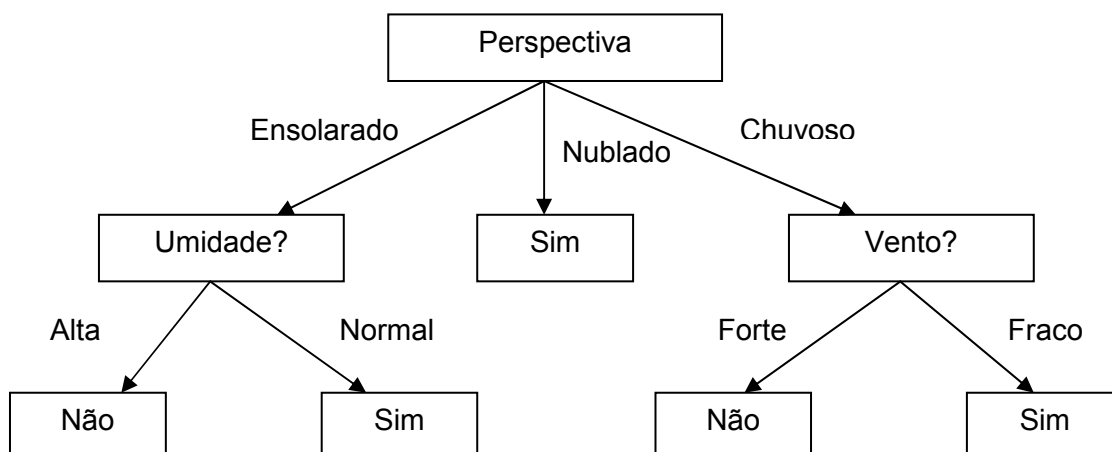 Perspectiva
Ensolarado
Nublado
Chuvoso
Umidade?
Sim
Vento?
Alta
Normal
Forte
Fraco
Não
Sim
Não
Sim